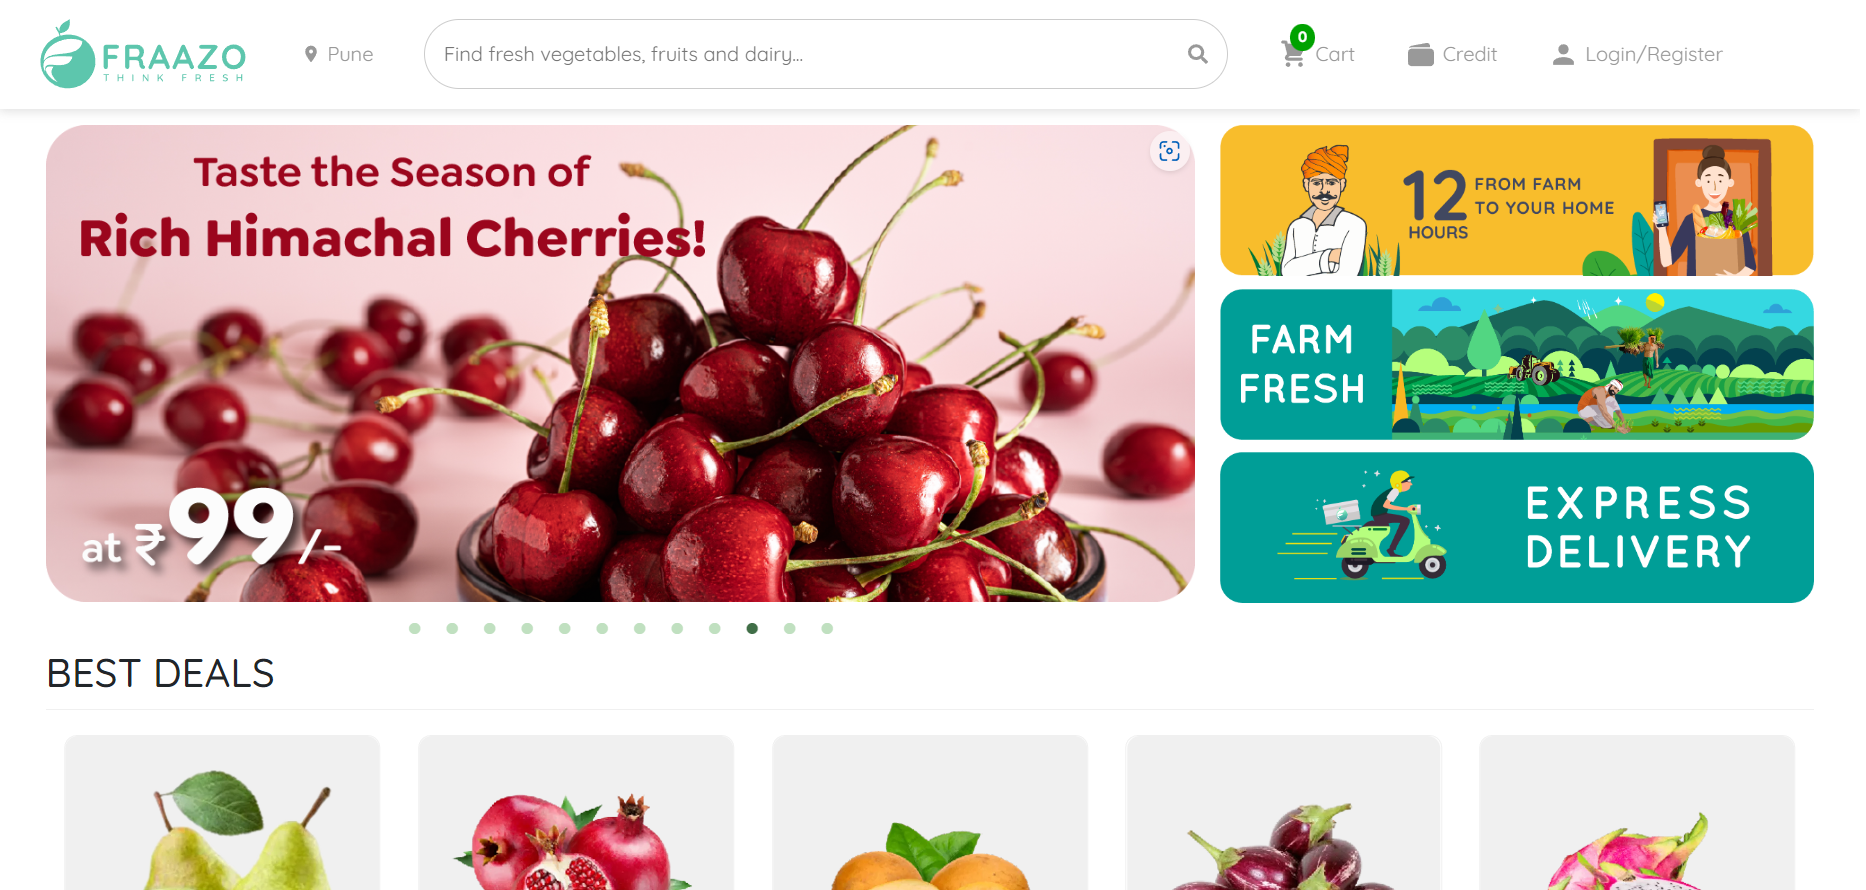 FRAAZO
THINK FRESH
Pune
Find fresh vegetables, fruits and dairy...
0
Cart
Credit
Login/Register
Taste the Season of
Rich Himachal Cherries!
at ₹99/-
12 FROM FARM
TO YOUR HOME
HOURS
FARM
FRESH
EXPRESS
DELIVERY
BEST DEALS